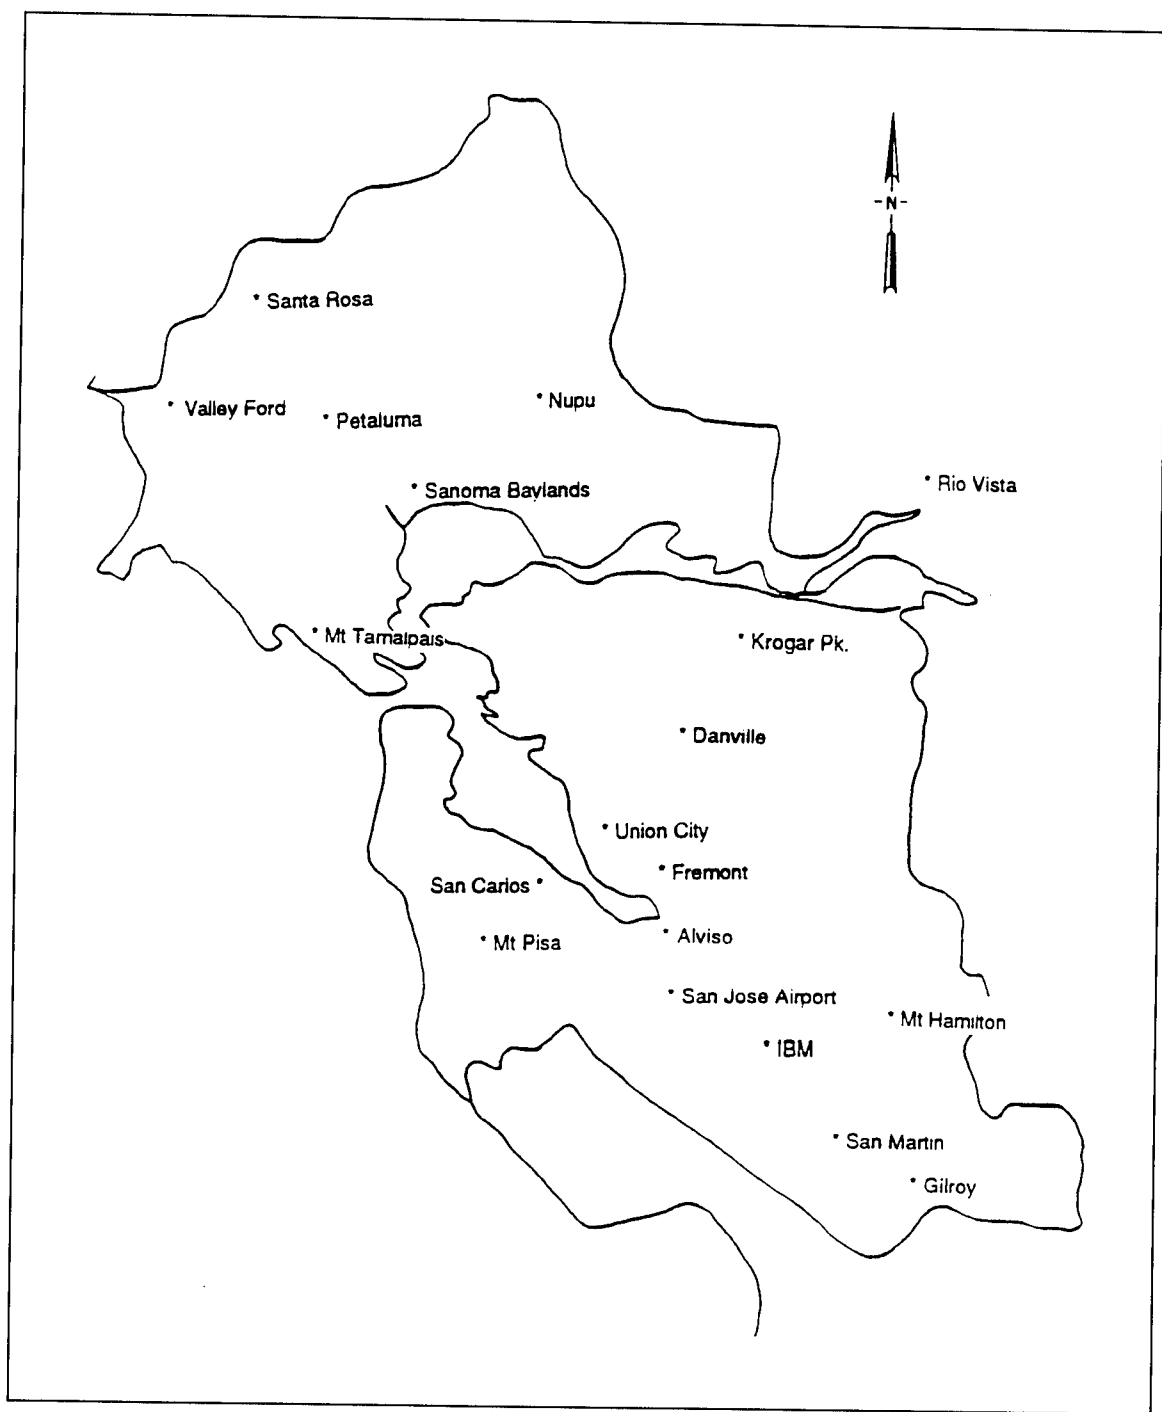 -N-
Santa Rosa
Valley Ford
Petaluma
Nupu
Sanoma Baylands
Rio Vista
Mt Tamalpais
Krogar Pk.
Danville
Union City
Fremont
San Carlos
Alviso
Mt Pisa
San Jose Airport
Mt Hamilton
IBM
San Martin
Gilroy